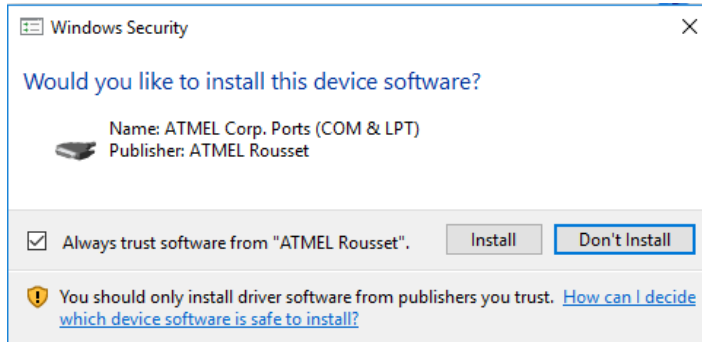 Windows Security
Would you like to install this device software?
Name: ATMEL Corp. Ports (COM & LPT)
Publisher: ATMEL Rousset
Always trust software from "ATMEL Rousset".
Install
Don't Install
You should only install driver software from publishers you trust. How can I decide
which device software is safe to install?